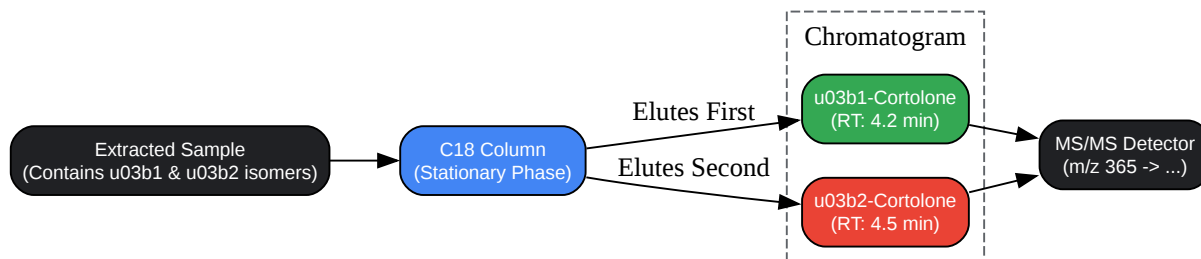 Extracted Sample
(Contains u03b1 & u03b2 isomers)
C18 Column
(Stationary Phase)
Elutes First
Elutes Second
Chromatogram
u03b1-Cortolone
(RT: 4.2 min)
u03b2-Cortolone
(RT: 4.5 min)
MS/MS Detector
(m/z 365 -> ...)